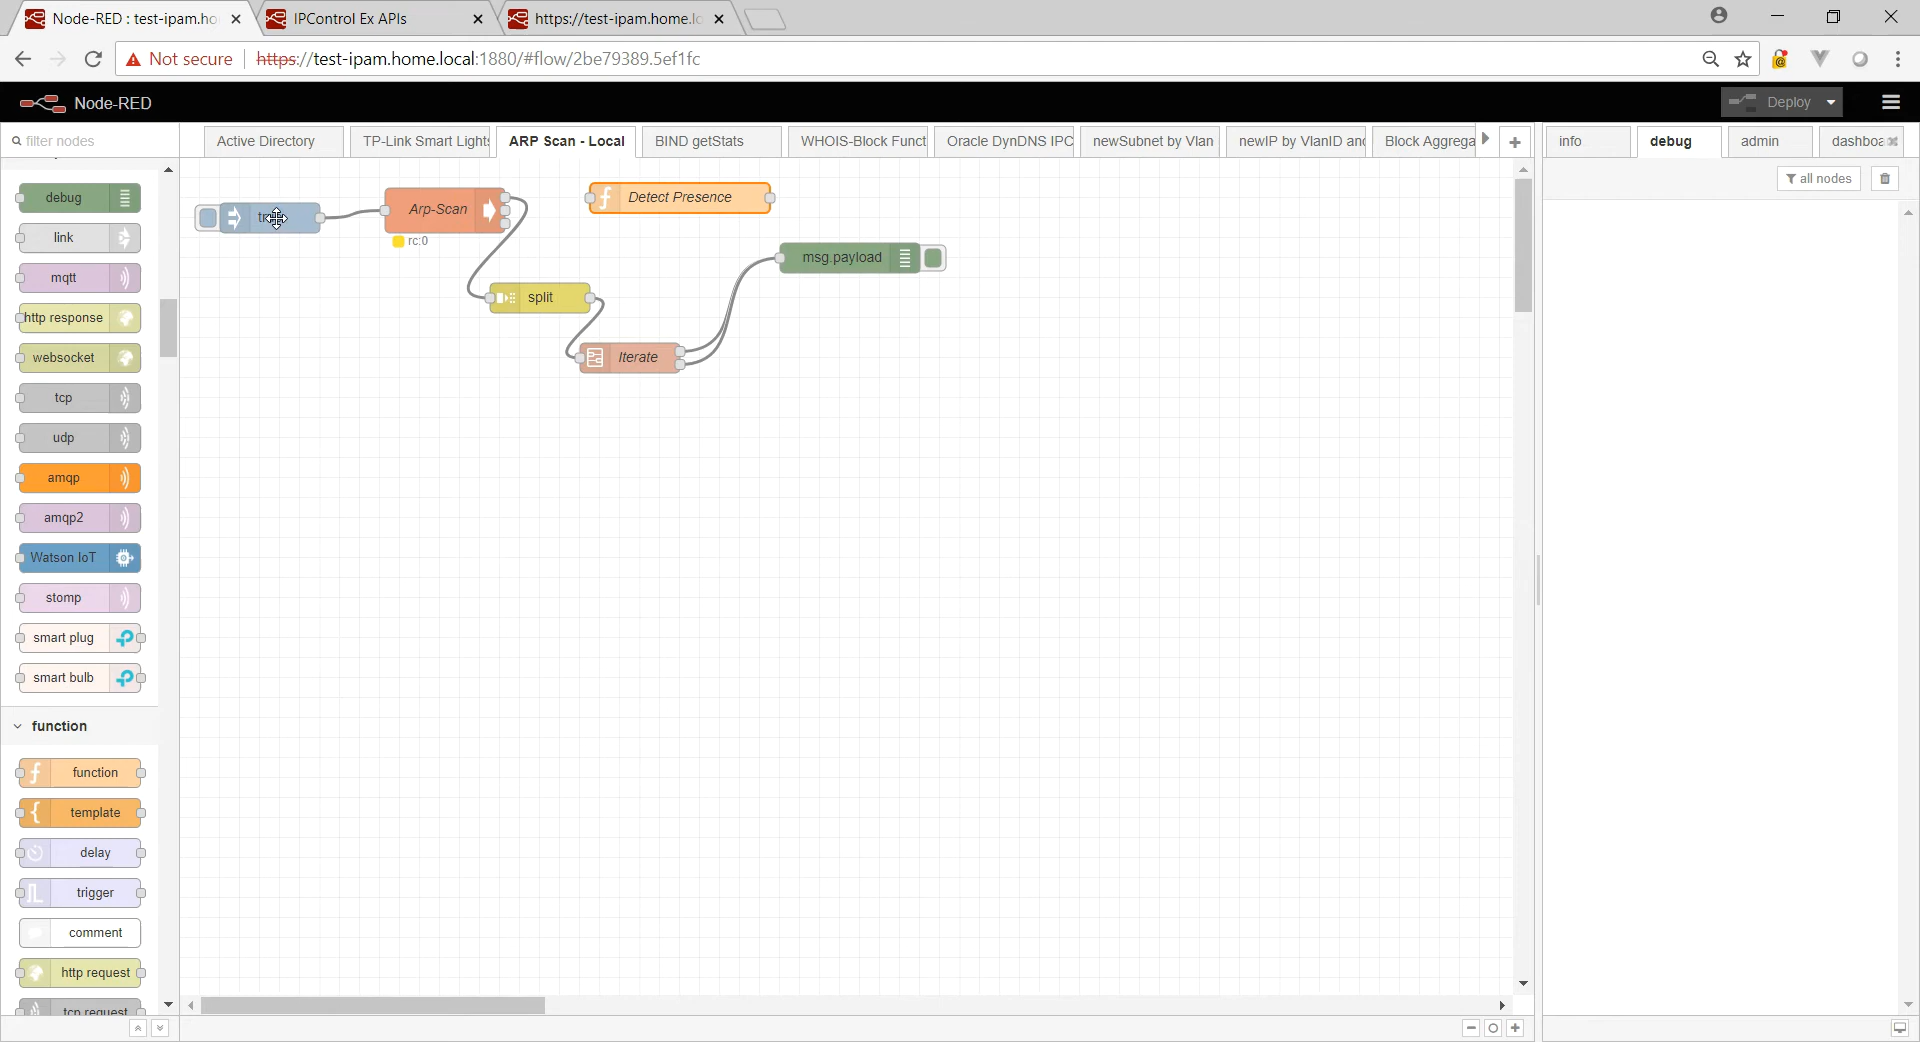 Node-RED : test-ipam.ho
IPControl Ex APIs
https://test-ipam.home.lo
Not secure
https://test-ipam.home.local:1880/#flow/2be79389.5ef1fc
Node-RED
Deploy
filter nodes
Active Directory
TP-Link Smart Lights
ARP Scan - Local
BIND getStats
WHOIS-Block Funct
Oracle DynDNS IPC
newSubnet by Vlan
newIP by VlanID and
Block Aggrega
info
debug
admin
dashboa
all nodes
debug
link
mqtt
http response
websocket
tcp
udp
amqp
amqp2
Watson IoT
stomp
smart plug
smart bulb
function
function
template
delay
trigger
comment
http request
tcp request
Arp-Scan
rc:0
Detect Presence
msg.payload
split
Iterate